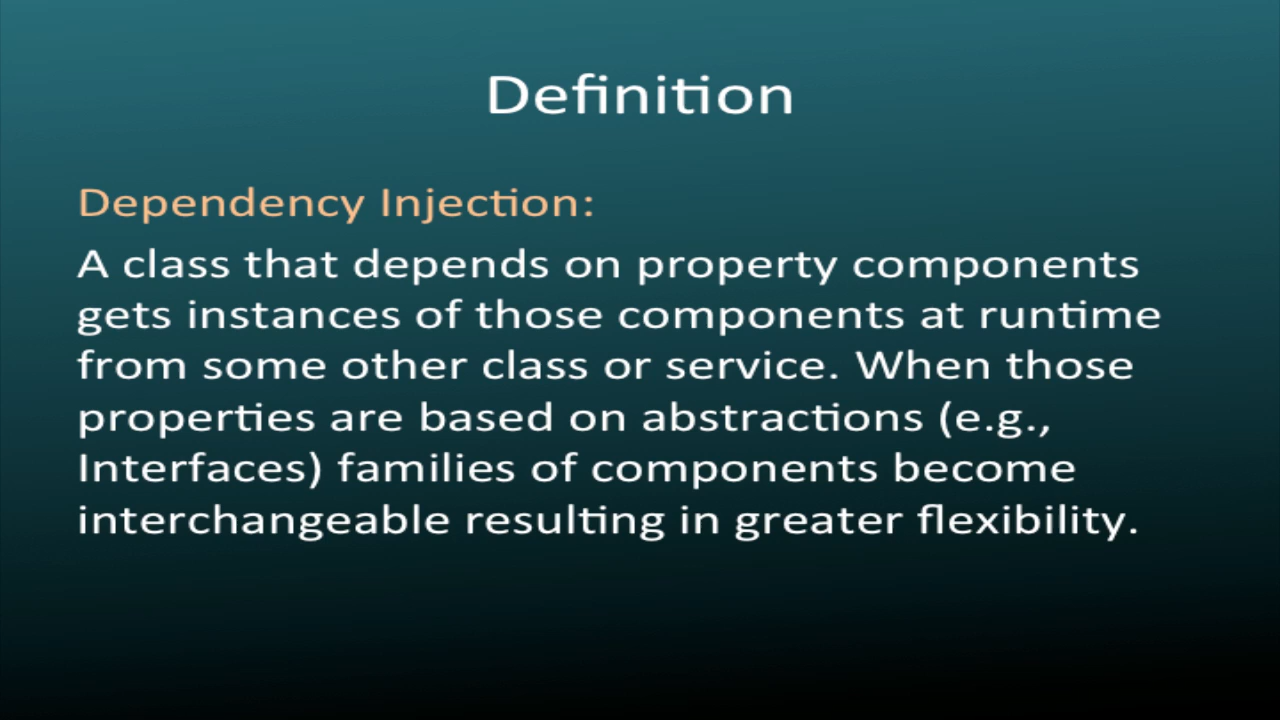 Definition
Dependency Injection:
A class that depends on property components
gets instances of those components at runtime
from some other class or service. When those
properties are based on abstractions (e.g.,
Interfaces) families of components become
interchangeable resulting in greater flexibility.